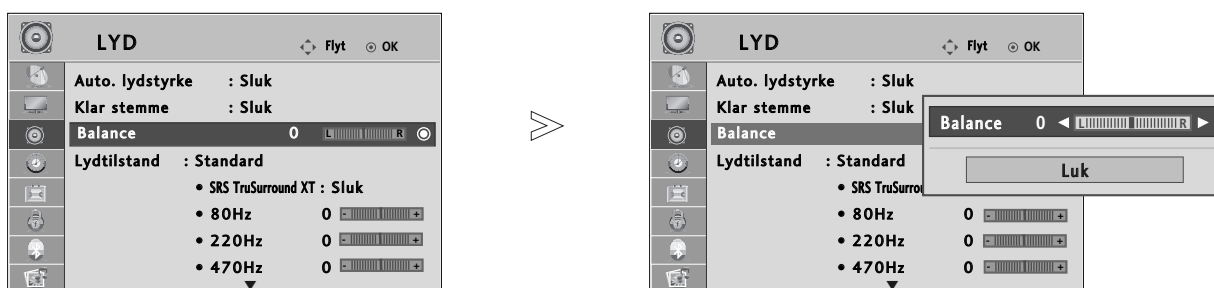 LYD Flyt OK
Auto. lydstyrke : Sluk
Klar stemme : Sluk
Balance 0 L R
Lydtilstand : Standard
• SRS TruSurround XT : Sluk
• 80Hz 0 - +
• 220Hz 0 - +
• 470Hz 0 - +
LYD Flyt OK
Auto. lydstyrke : Sluk
Klar stemme : Sluk
Balance
Lydtilstand : Standard
• SRS TruSurrou
• 80Hz 0 - +
• 220Hz 0 - +
• 470Hz 0 - +
Balance 0 L R
Luk